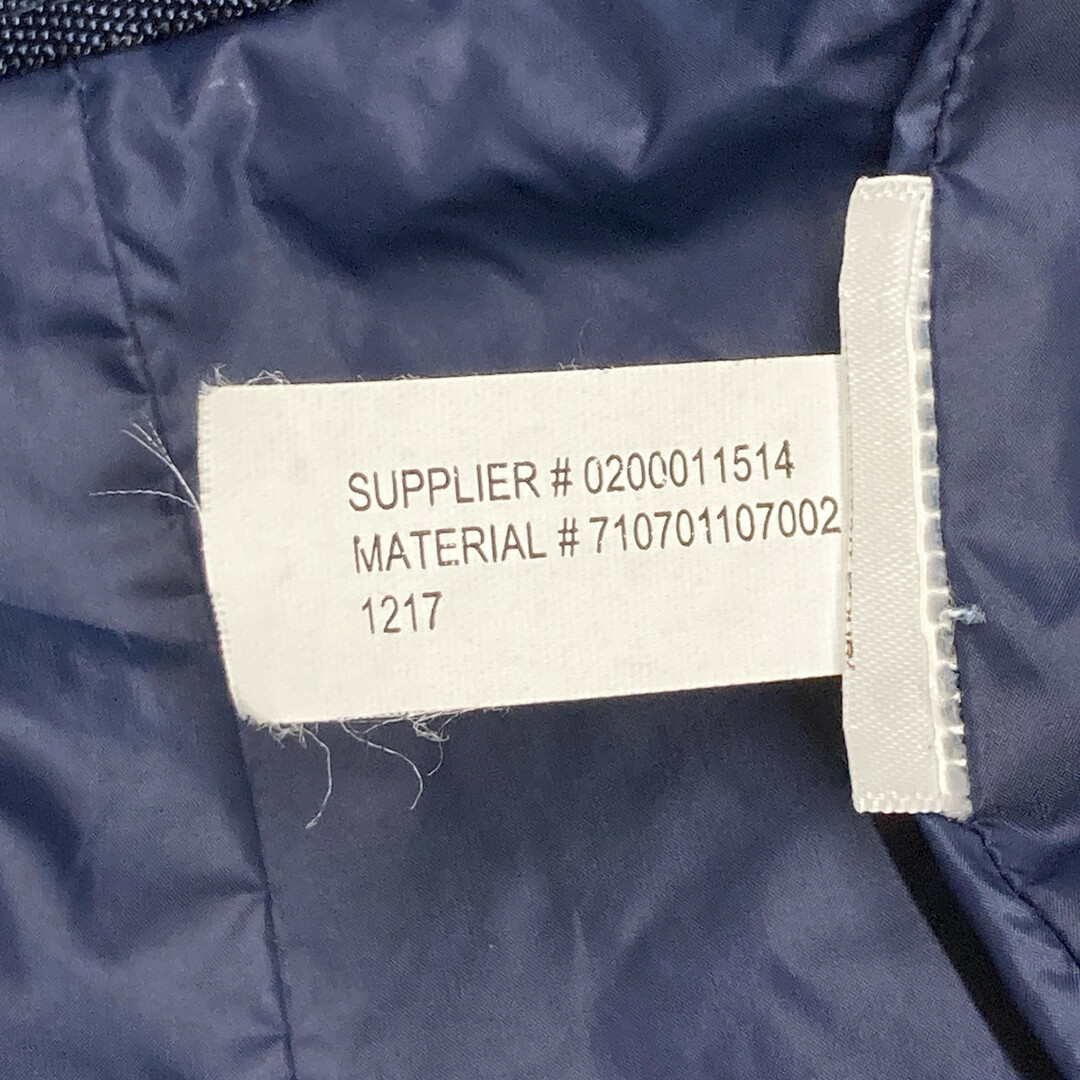 SUPPLIER # 0200011514
MATERIAL # 710701107002
1217